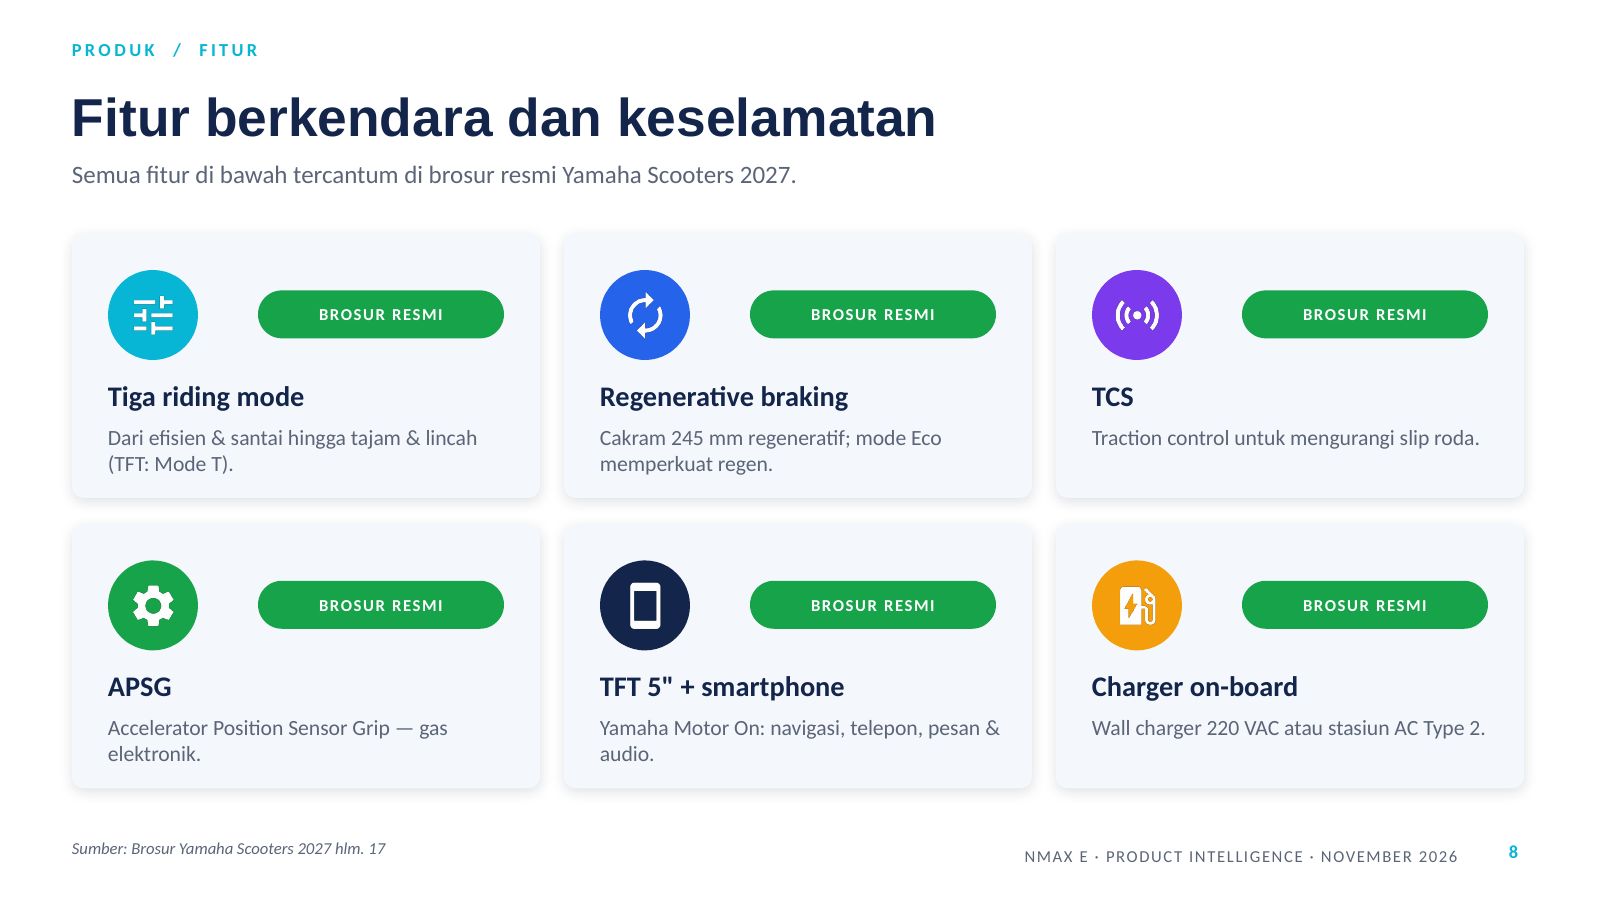 PRODUK / FITUR
Fitur berkendara dan keselamatan
Semua fitur di bawah tercantum di brosur resmi Yamaha Scooters 2027.
BROSUR RESMI
Tiga riding mode
Dari efisien & santai hingga tajam & lincah
(TFT: Mode T).
BROSUR RESMI
Regenerative braking
Cakram 245 mm regeneratif; mode Eco
memperkuat regen.
BROSUR RESMI
TCS
Traction control untuk mengurangi slip roda.
BROSUR RESMI
APSG
Accelerator Position Sensor Grip — gas
elektronik.
BROSUR RESMI
TFT 5" + smartphone
Yamaha Motor On: navigasi, telepon, pesan &
audio.
BROSUR RESMI
Charger on-board
Wall charger 220 VAC atau stasiun AC Type 2.
Sumber: Brosur Yamaha Scooters 2027 hlm. 17
NMAX E · PRODUCT INTELLIGENCE · NOVEMBER 2026
8